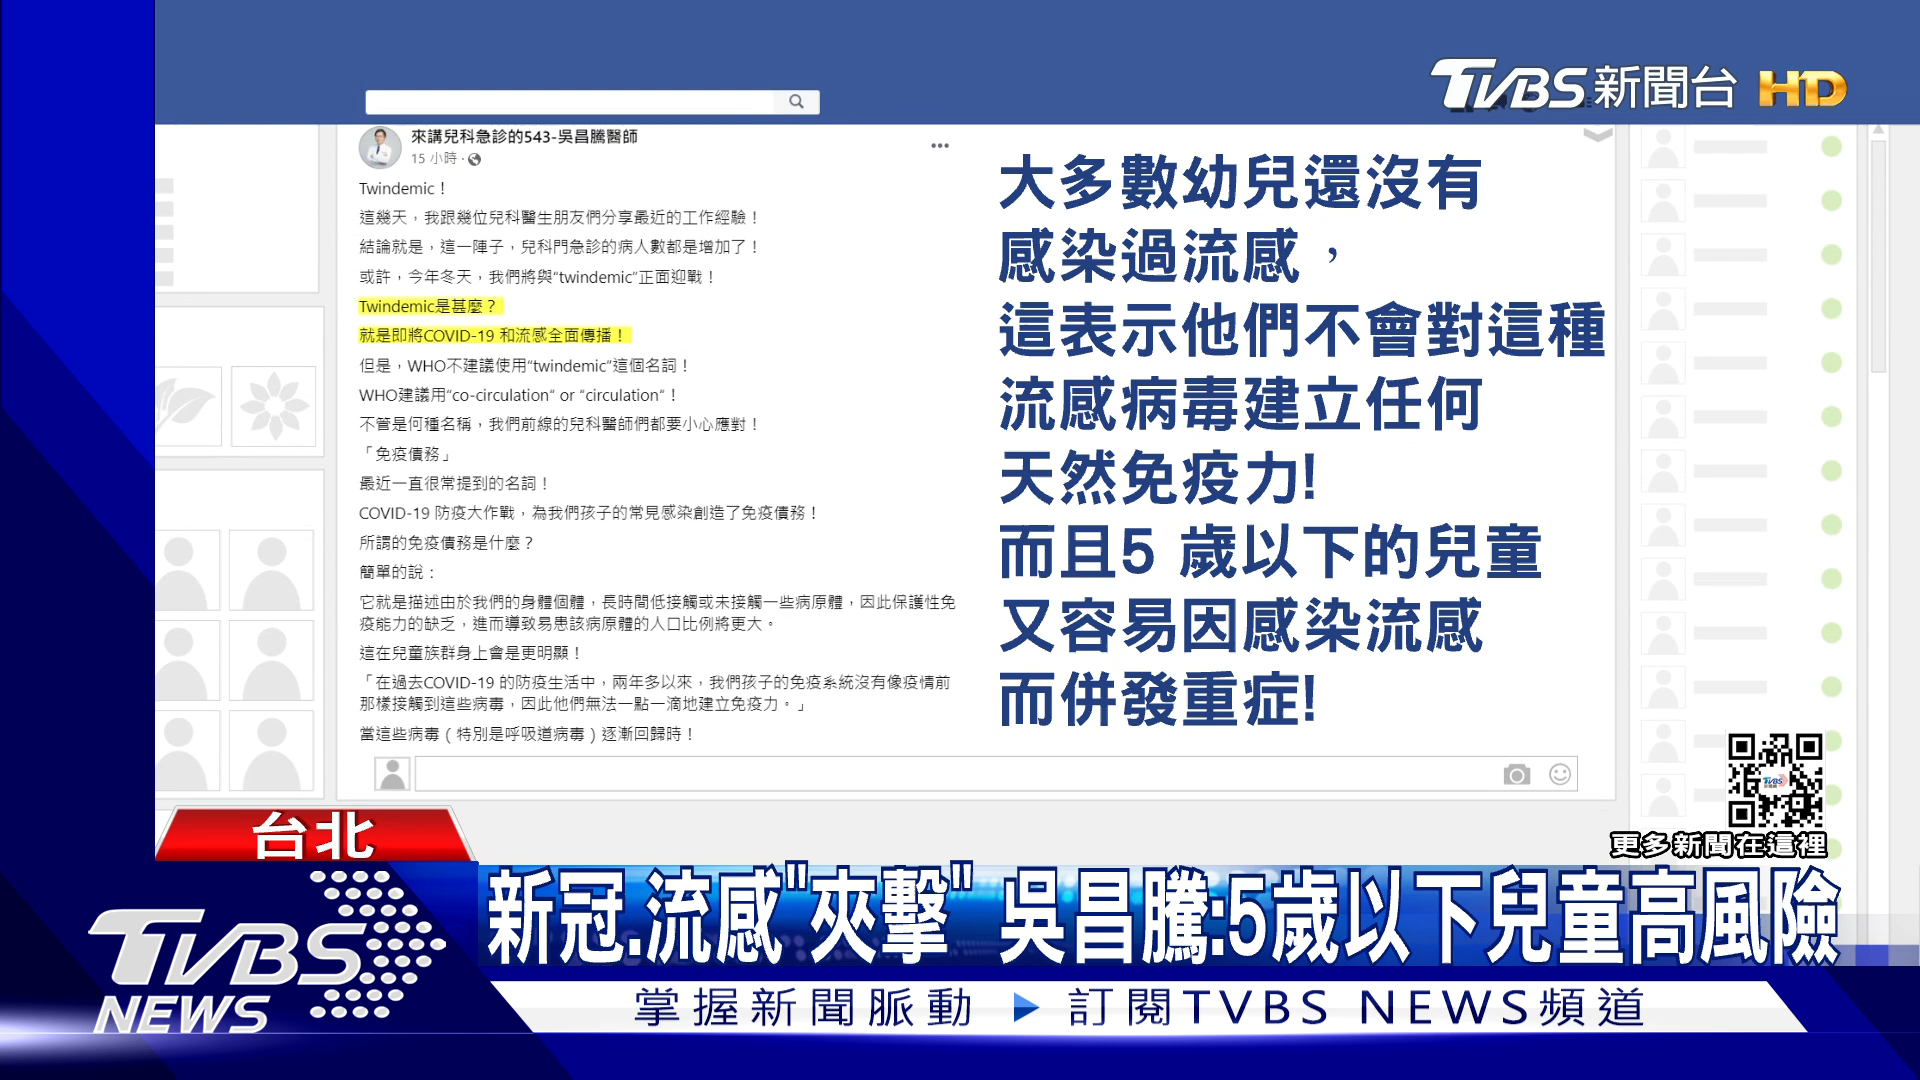 TVBS新聞台 HD
來講兒科急診的543-吳昌騰醫師
15 小時 ·
Twindemic！
這幾天，我跟幾位兒科醫生朋友們分享最近的工作經驗！
結論就是，這一陣子，兒科門急診的病人數都是增加了！
或許，今年冬天，我們將與“twindemic”正面迎戰！
Twindemic是甚麼？
就是即將COVID-19 和流感全面傳播！
但是，WHO不建議使用“twindemic”這個名詞！
WHO建議用“co-circulation” or “circulation”！
不管是何種名稱，我們前線的兒科醫師們都要小心應對！
「免疫債務」
最近一直很常提到的名詞！
COVID-19 防疫大作戰，為我們孩子的常見感染創造了免疫債務！
所謂的免疫債務是什麼？
簡單的說：
它就是描述由於我們的身體個體，長時間低接觸或未接觸一些病原體，因此保護性免
疫能力的缺乏，進而導致易患該病原體的人口比例將更大。
這在兒童族群身上會是更明顯！
「在過去COVID-19 的防疫生活中，兩年多以來，我們孩子的免疫系統沒有像疫情前
那樣接觸到這些病毒，因此他們無法一點一滴地建立免疫力。」
當這些病毒（特別是呼吸道病毒）逐漸回歸時！
大多數幼兒還沒有
感染過流感，
這表示他們不會對這種
流感病毒建立任何
天然免疫力!
而且5 歲以下的兒童
又容易因感染流感
而併發重症!
TVBS
更多新聞在這裡
台北
新冠.流感"夾擊" 吳昌騰:5歲以下兒童高風險
TVBS
NEWS
掌握新聞脈動 ▶ 訂閱TVBS NEWS頻道